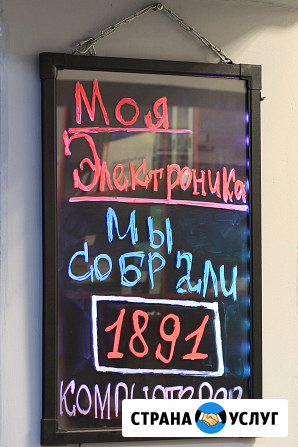 Моя
Электроника
Мы
собрали
1891
компьютеров
СТРАНА УСЛУГ